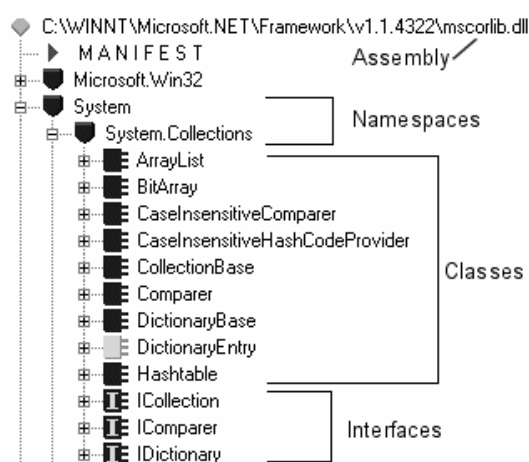 C:\WINNT\Microsoft.NET\Framework\v1.1.4322\mscorlib.dll
MANIFEST
Assembly
Microsoft.Win32
System
Namespaces
System.Collections
ArrayList
BitArray
CaseInsensitiveComparer
CaseInsensitiveHashCodeProvider
CollectionBase
Classes
Comparer
DictionaryBase
DictionaryEntry
Hashtable
ICollection
IComparer
Interfaces
IDictionary